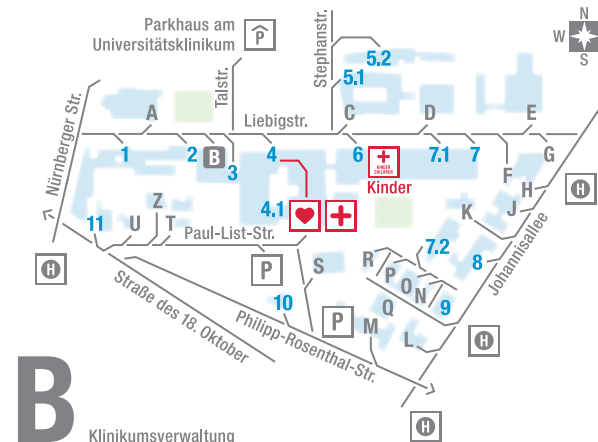 Parkhaus am
Universitätsklinikum
P
N
W
S
Stephanstr.
5.2
5.1
Talstr.
Nürnberger Str.
A
Liebigstr.
C
D
E
1
2
B
3
4
6
KINDER
CHILDREN
Kinder
7.1
7
F
G
H
H
J
K
4.1
11
U
Z
T
Paul-List-Str.
Johannisallee
8
7.2
R
P
O
N
9
Q
H
P
S
Straße des 18. Oktober
10
Philipp-Rosenthal-Str.
P
M
L
H
H
B
Klinikumsverwaltung